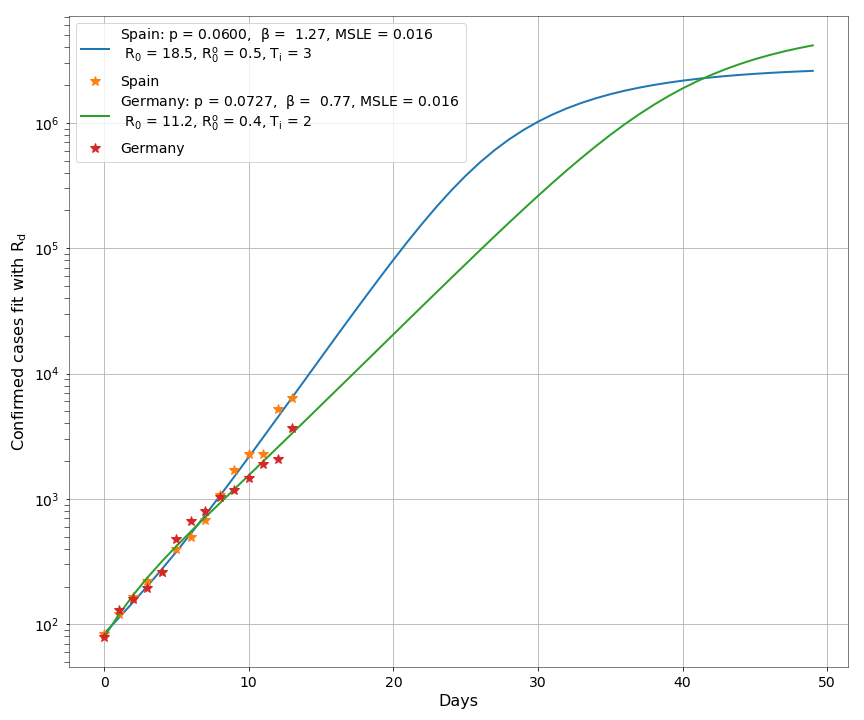 Spain: p = 0.0600,  β =  1.27, MSLE = 0.016
R₀ = 18.5, R₀⁰ = 0.5, Tᵢ = 3
Spain
Germany: p = 0.0727,  β =  0.77, MSLE = 0.016
R₀ = 11.2, R₀⁰ = 0.4, Tᵢ = 2
Germany
Confirmed cases fit with R_d
10⁶
10⁵
10⁴
10³
10²
0 10 20 30 40 50
Days